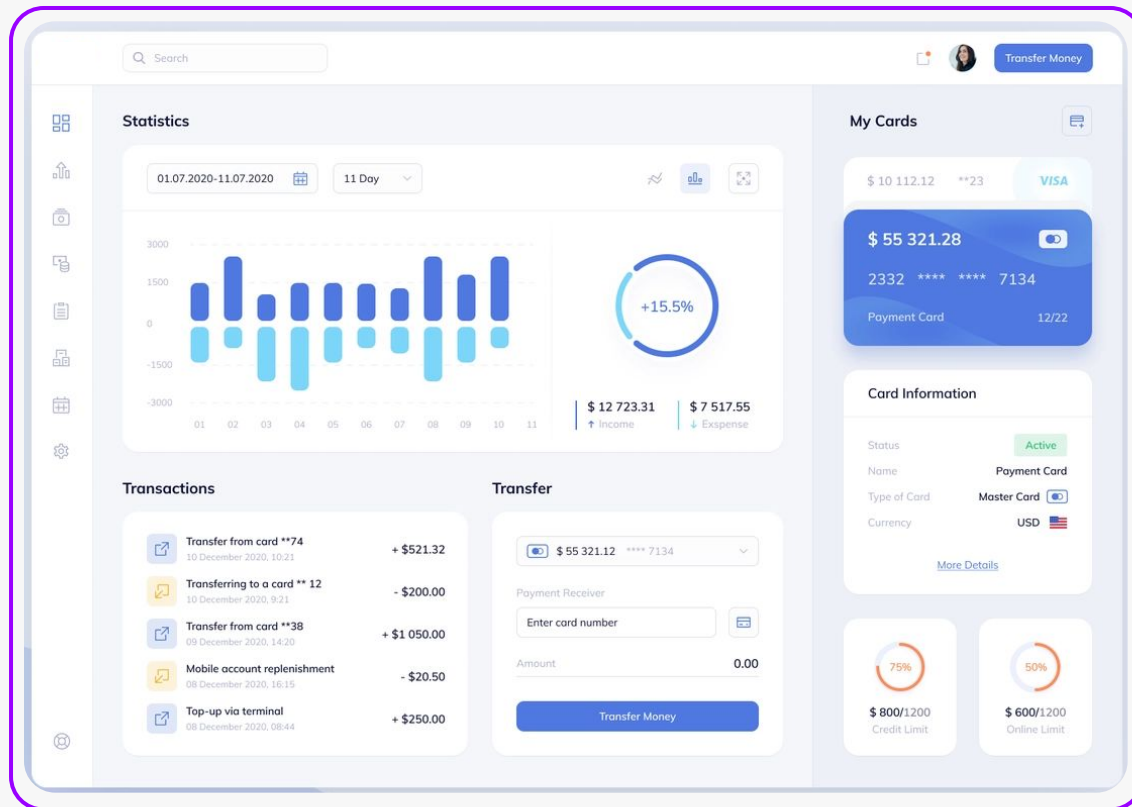 Search
Transfer Money
Statistics
01.07.2020-11.07.2020
11 Day
3000
1500
0
-1500
-3000
01 02 03 04 05 06 07 08 09 10 11
+15.5%
$ 12 723.31
Income
$ 7 517.55
Exspense
Transactions
Transfer from card **74
10 December 2020, 10:21
+ $521.32
Transferring to a card ** 12
10 December 2020, 9:21
- $200.00
Transfer from card **38
09 December 2020, 14:20
+ $1 050.00
Mobile account replenishment
08 December 2020, 16:15
- $20.50
Top-up via terminal
08 December 2020, 08:44
+ $250.00
Transfer
$ 55 321.12 **** 7134
Payment Receiver
Enter card number
Amount 0.00
Transfer Money
My Cards
$ 10 112.12 **23 VISA
$ 55 321.28
2332 **** **** 7134
Payment Card 12/22
Card Information
Status Active
Name Payment Card
Type of Card Master Card
Currency USD
More Details
75%
$ 800/1200
Credit Limit
50%
$ 600/1200
Online Limit